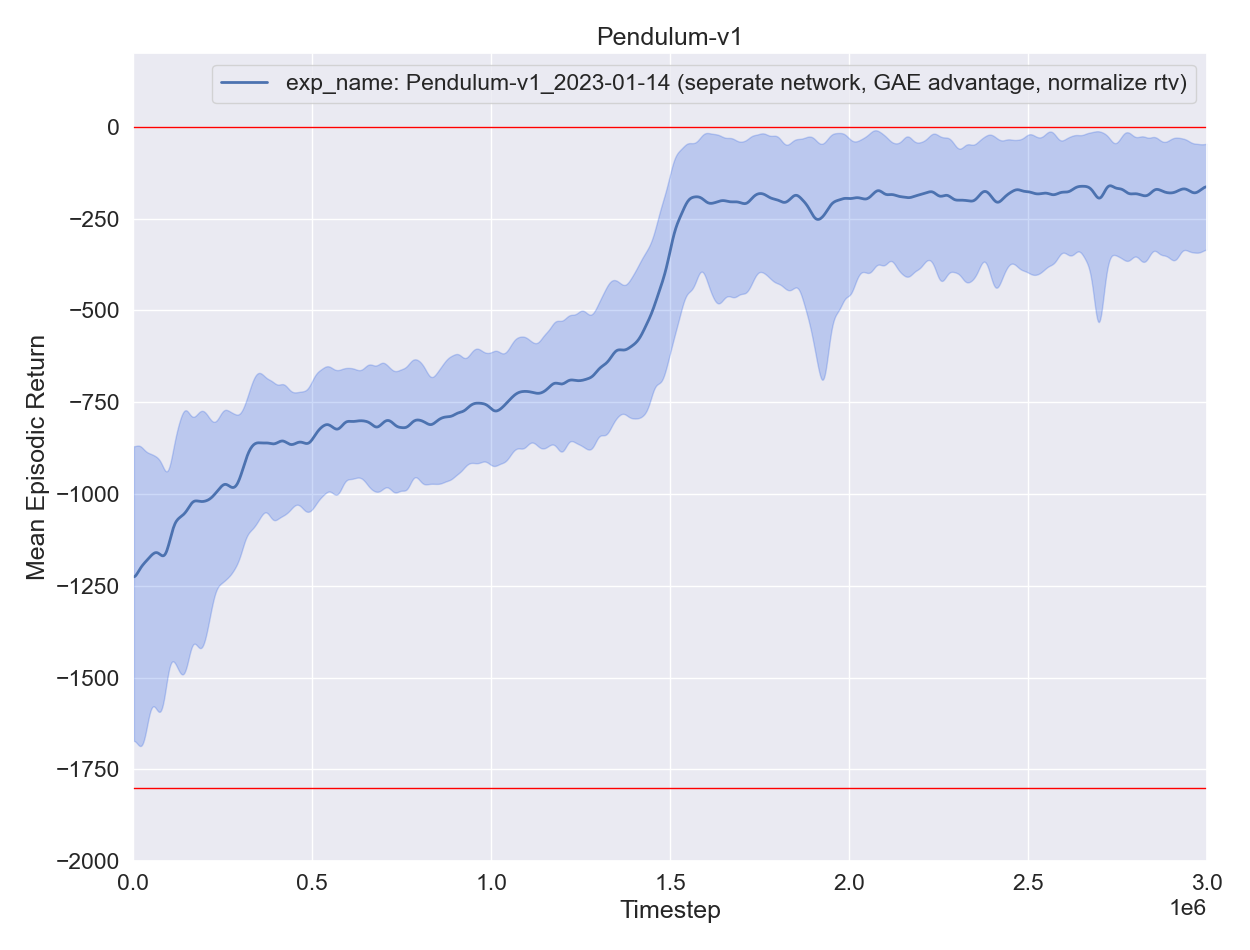 Pendulum-v1
exp_name: Pendulum-v1_2023-01-14 (seperate network, GAE advantage, normalize rtv)
0
−250
−500
−750
−1000
−1250
−1500
−1750
−2000
Mean Episodic Return
0.0 0.5 1.0 1.5 2.0 2.5 3.0
Timestep
1e6